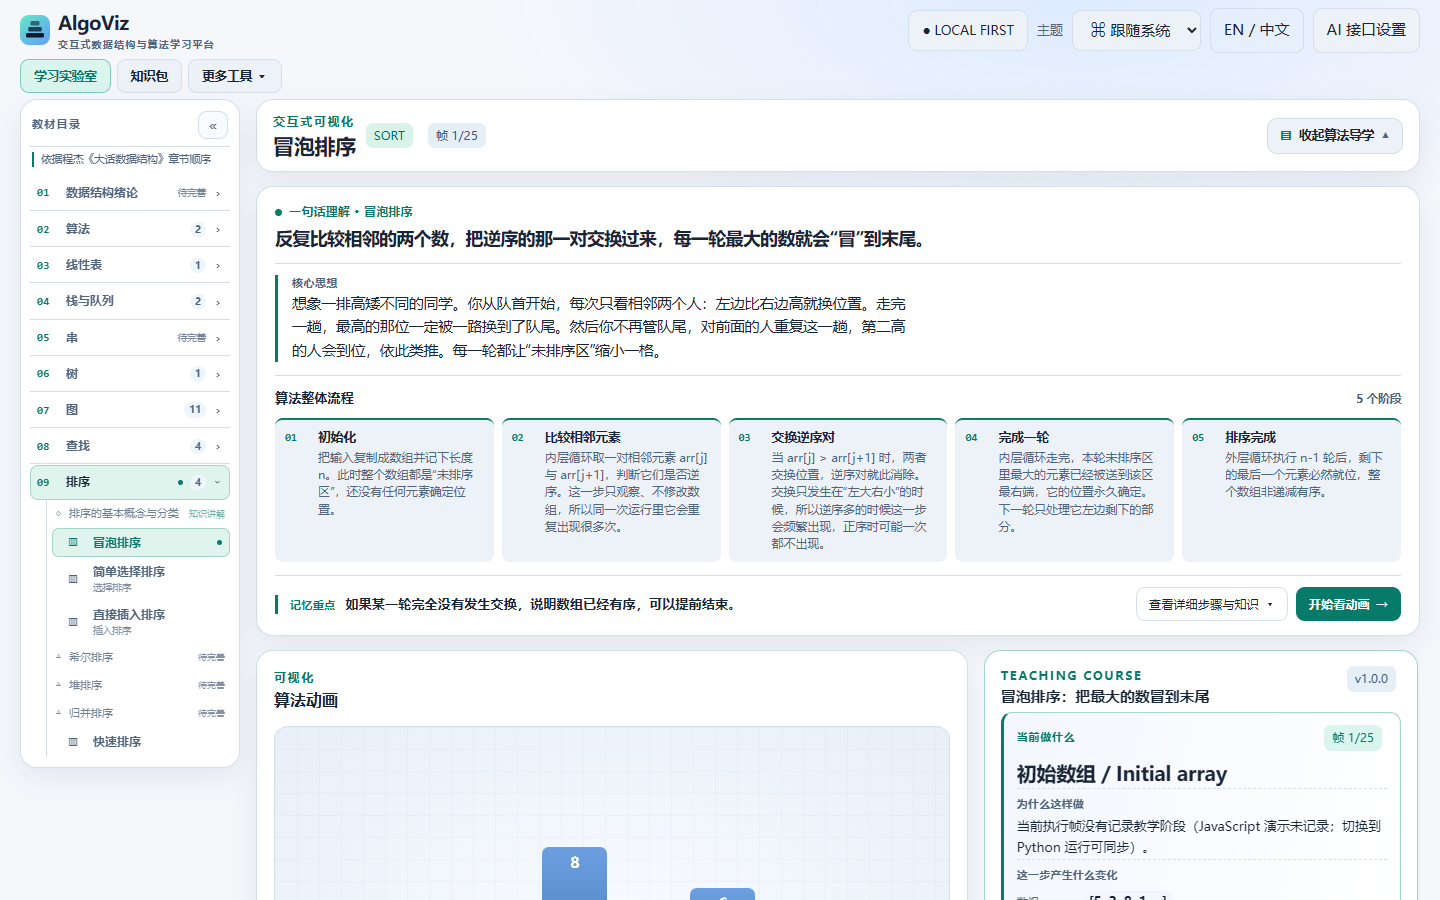 AlgoViz
交互式数据结构与算法学习平台
● LOCAL FIRST
主题
⌘ 跟随系统
EN / 中文
AI 接口设置
学习实验室
知识包
更多工具
教材目录
«
依据程杰《大话数据结构》章节顺序
01 数据结构绪论 待完善 ›
02 算法 2 ›
03 线性表 1 ›
04 栈与队列 2 ›
05 串 待完善 ›
06 树 1 ›
07 图 11 ›
08 查找 4 ›
09 排序 4
排序的基本概念与分类 知识讲解
冒泡排序
简单选择排序
选择排序
直接插入排序
插入排序
希尔排序 待完善
堆排序 待完善
归并排序 待完善
快速排序
交互式可视化
冒泡排序
SORT
帧 1/25
收起算法导学 ▲
一句话理解 • 冒泡排序
反复比较相邻的两个数，把逆序的那一对交换过来，每一轮最大的数就会“冒”到末尾。
核心思想
想象一排高矮不同的同学。你从队首开始，每次只看相邻两个人：左边比右边高就换位置。走完
一趟，最高的那位一定被一路换到了队尾。然后你不再管队尾，对前面的人重复这一趟，第二高
的人会到位，依此类推。每一轮都让“未排序区”缩小一格。
算法整体流程
5 个阶段
01 初始化
把输入复制成数组并记下长度
n。此时整个数组都是“未排序
区”，还没有任何元素确定位
置。
02 比较相邻元素
内层循环取一对相邻元素 arr[j]
与 arr[j+1]，判断它们是否逆
序。这一步只观察、不修改数
组，所以同一次运行里它会重
复出现很多次。
03 交换逆序对
当 arr[j] > arr[j+1] 时，两者
交换位置，逆序对就此消除。
交换只发生在“左大右小”的时
候，所以逆序多的时候这一步
会频繁出现，正序时可能一次
都不出现。
04 完成一轮
内层循环走完，本轮未排序区
里最大的元素已经被送到该区
最右端，它的位置永久确定。
下一轮只处理它左边剩下的部
分。
05 排序完成
外层循环执行 n-1 轮后，剩下
的最后一个元素必然就位，整
个数组非递减有序。
记忆重点 如果某一轮完全没有发生交换，说明数组已经有序，可以提前结束。
查看详细步骤与知识
开始看动画 →
可视化
算法动画
8
TEACHING COURSE
冒泡排序：把最大的数冒到末尾
v1.0.0
当前做什么
帧 1/25
初始数组 / Initial array
为什么这样做
当前执行帧没有记录教学阶段（JavaScript 演示未记录；切换到
Python 运行可同步）。
这一步产生什么变化